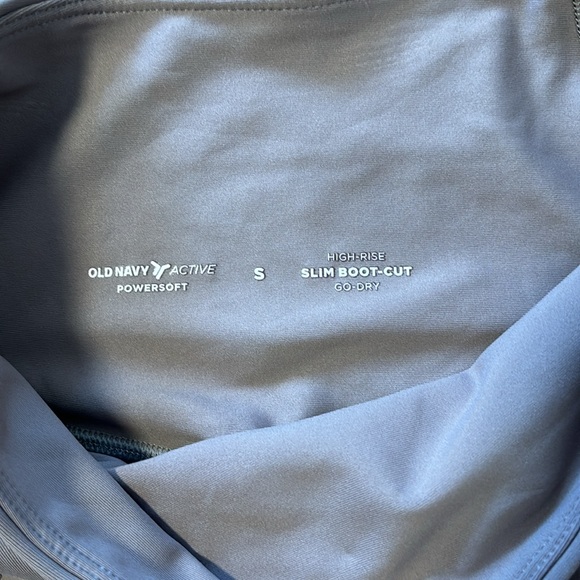 OLD NAVY ACTIVE
POWERSOFT
S
HIGH-RISE
SLIM BOOT-CUT
GO-DRY